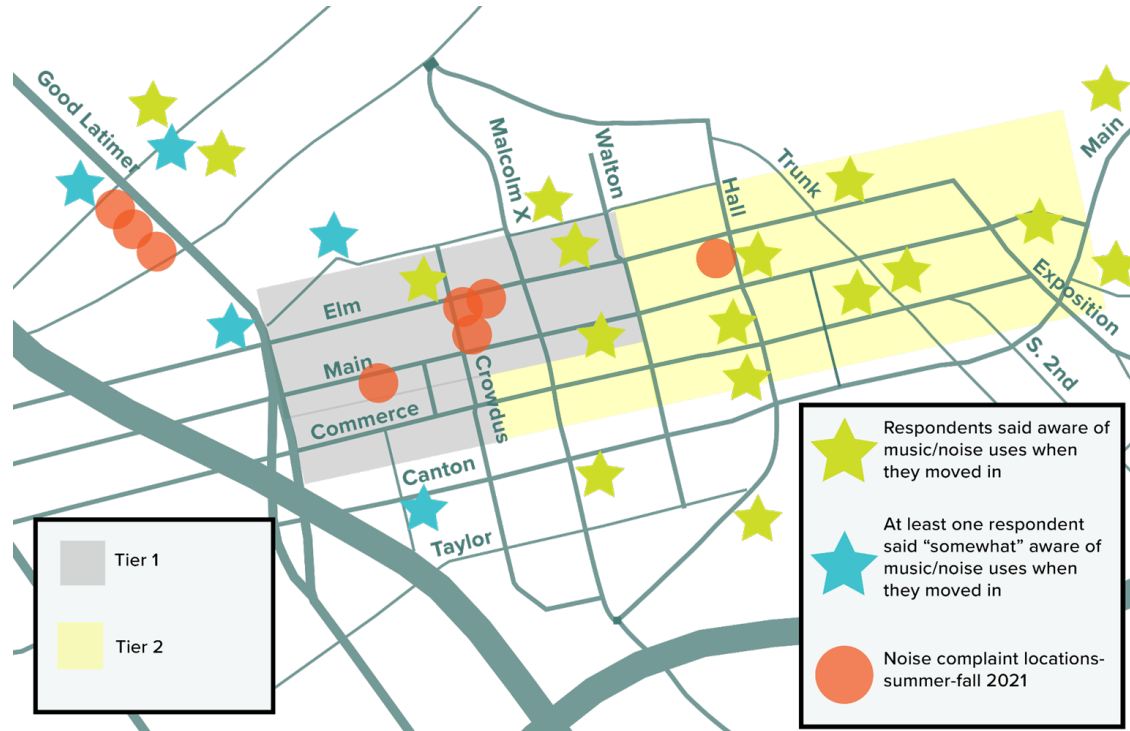 Good Latimer
Malcolm X
Walton
Hall
Trunk
Main
Elm
Main
Commerce
Crowdus
Canton
Taylor
Exposition
S. 2nd
Tier 1
Tier 2
Respondents said aware of
music/noise uses when
they moved in
At least one respondent
said “somewhat” aware of
music/noise uses when
they moved in
Noise complaint locations-
summer-fall 2021